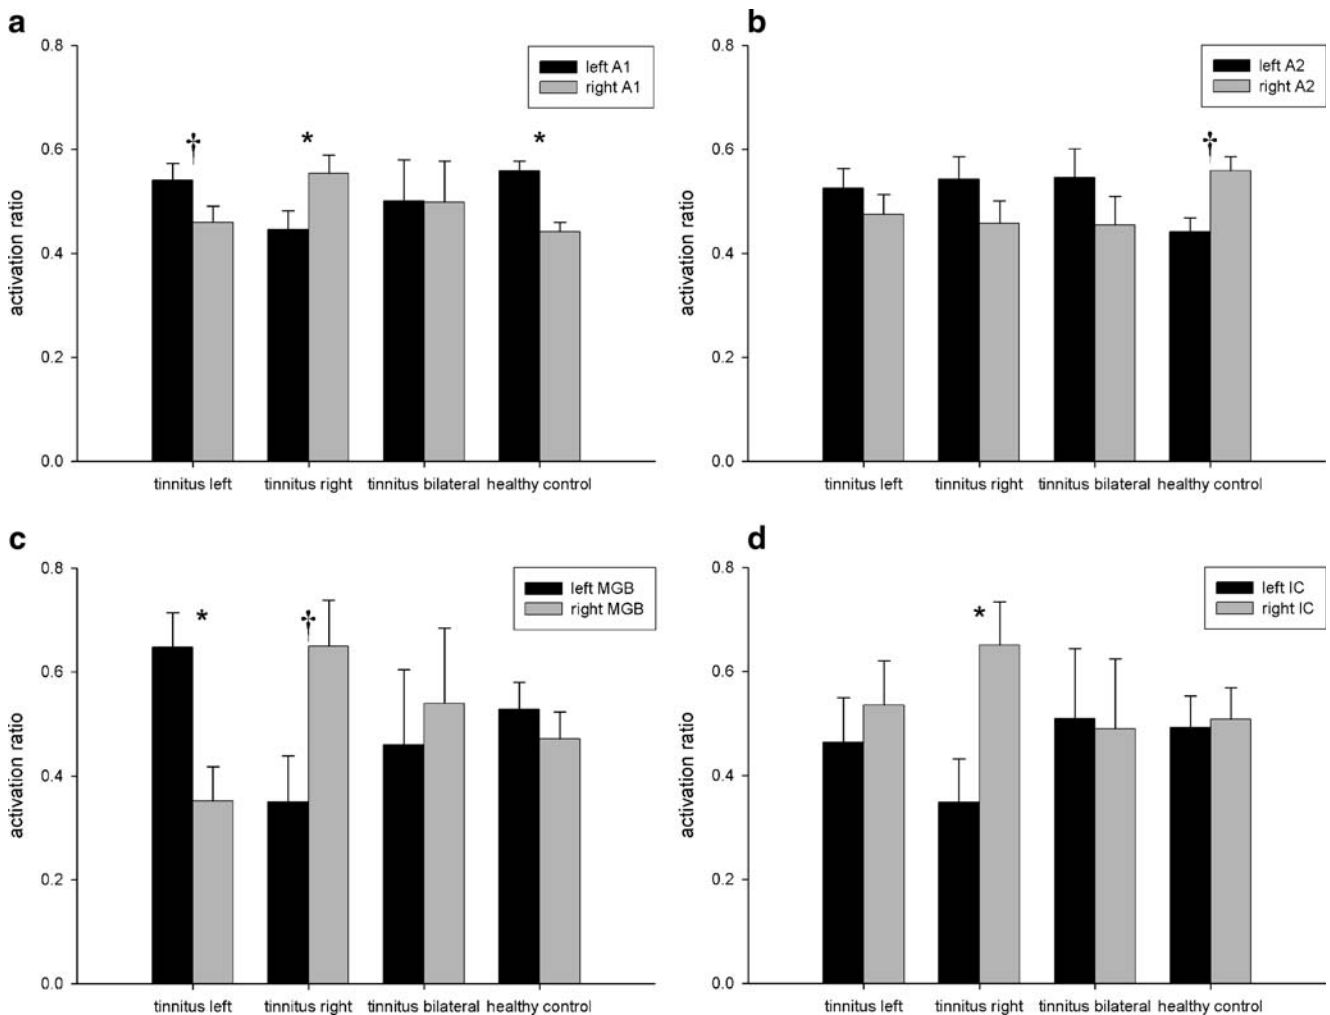 a
0.8
left A1
right A1
†
*
*
0.6
activation ratio
0.4
0.2
0.0
tinnitus left tinnitus right tinnitus bilateral healthy control
b
0.8
left A2
right A2
†
0.6
activation ratio
0.4
0.2
0.0
tinnitus left tinnitus right tinnitus bilateral healthy control
c
0.8
left MGB
right MGB
*
†
0.6
activation ratio
0.4
0.2
0.0
tinnitus left tinnitus right tinnitus bilateral healthy control
d
0.8
left IC
right IC
*
0.6
activation ratio
0.4
0.2
0.0
tinnitus left tinnitus right tinnitus bilateral healthy control